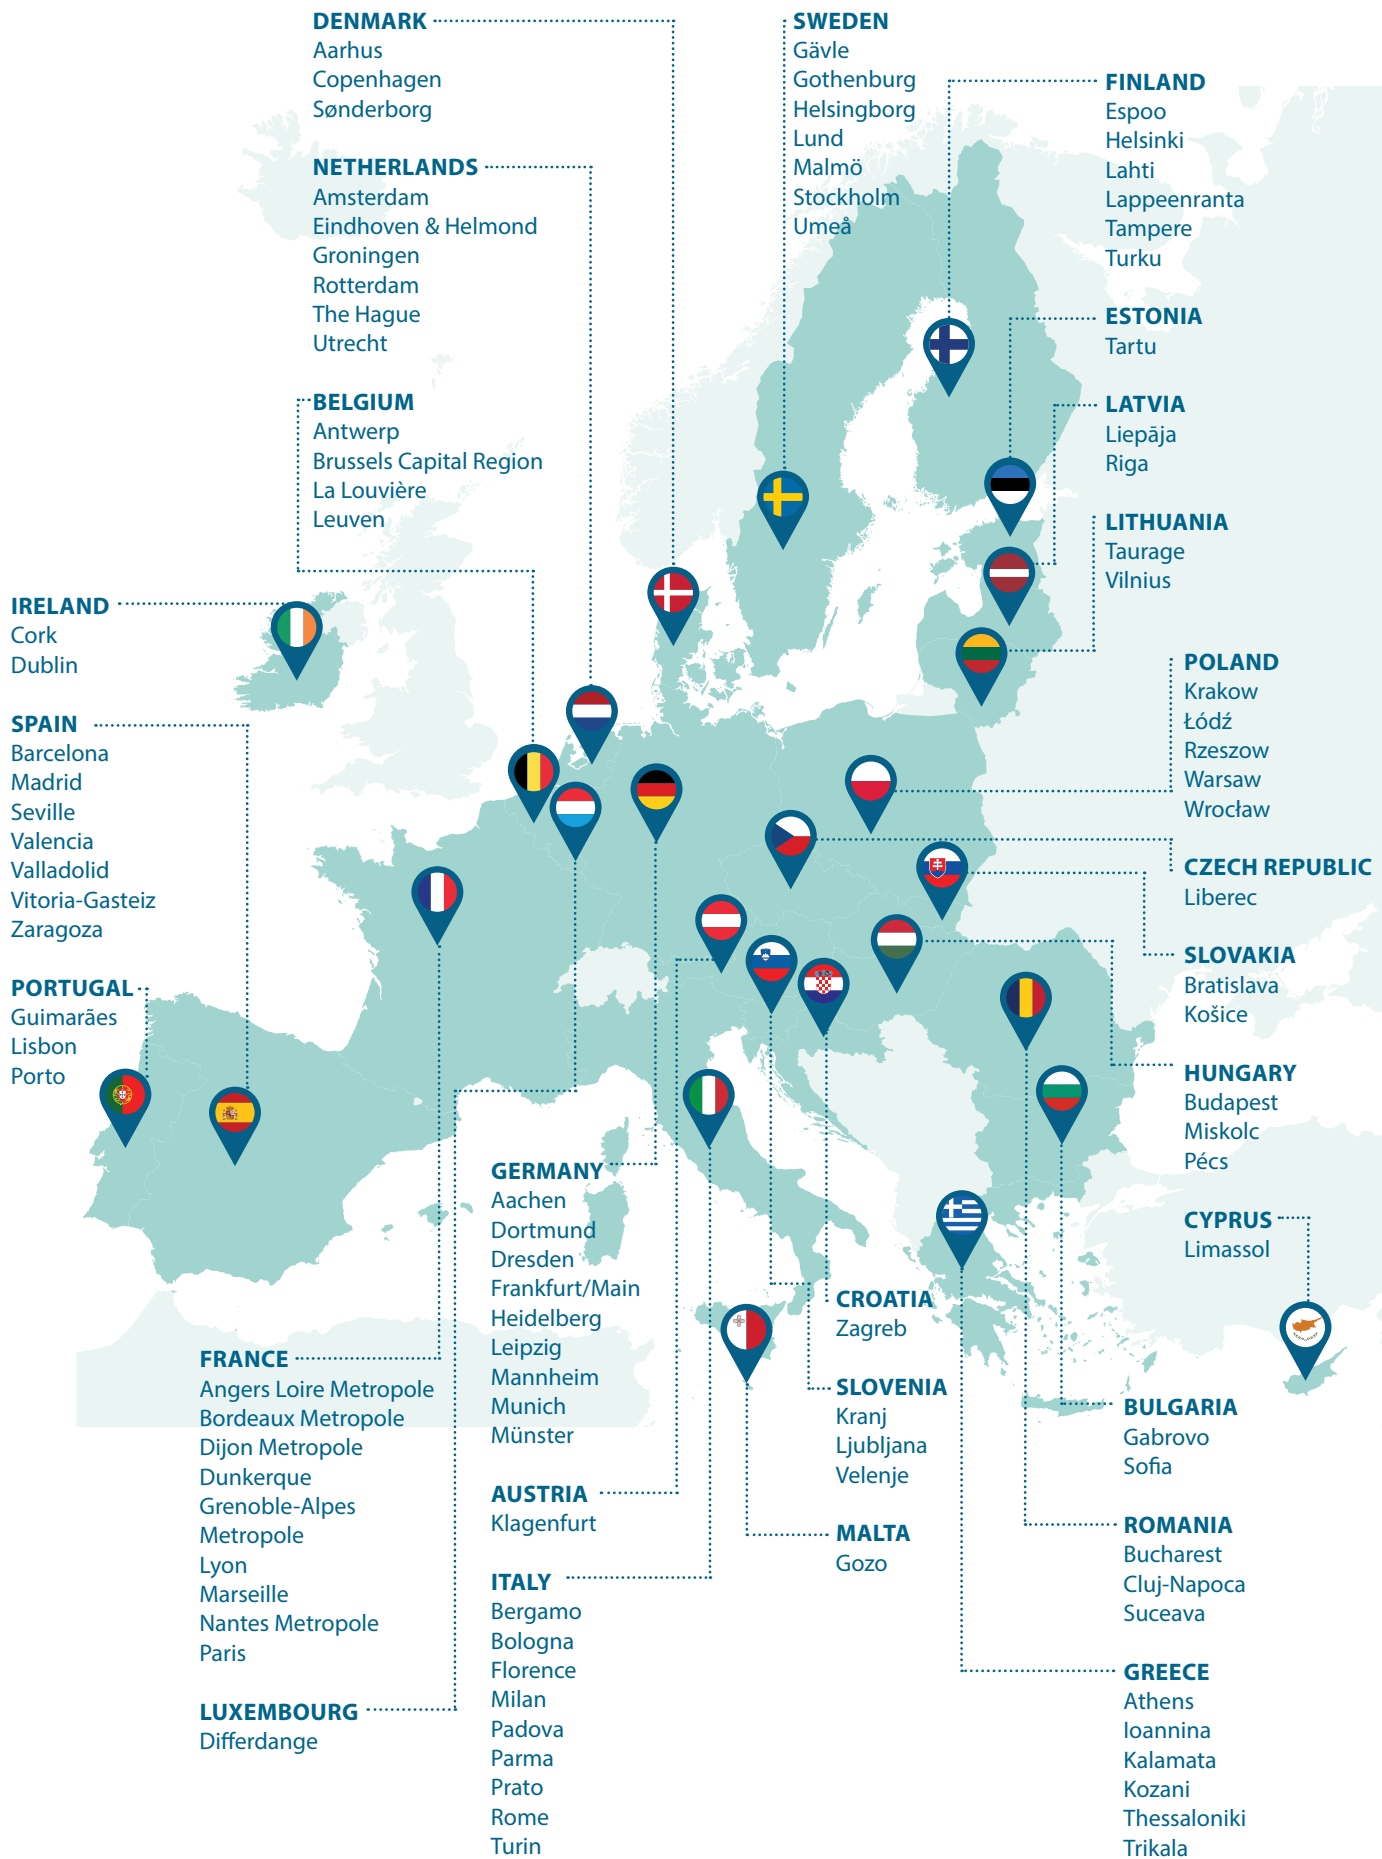 DENMARK
Aarhus
Copenhagen
Sønderborg
NETHERLANDS
Amsterdam
Eindhoven & Helmond
Groningen
Rotterdam
The Hague
Utrecht
BELGIUM
Antwerp
Brussels Capital Region
La Louvière
Leuven
SWEDEN
Gävle
Gothenburg
Helsingborg
Lund
Malmö
Stockholm
Umeå
FINLAND
Espoo
Helsinki
Lahti
Lappeenranta
Tampere
Turku
ESTONIA
Tartu
LATVIA
Liepāja
Riga
LITHUANIA
Taurage
Vilnius
IRELAND
Cork
Dublin
SPAIN
Barcelona
Madrid
Seville
Valencia
Valladolid
Vitoria-Gasteiz
Zaragoza
PORTUGAL
Guimarães
Lisbon
Porto
POLAND
Krakow
Łódź
Rzeszow
Warsaw
Wrocław
CZECH REPUBLIC
Liberec
SLOVAKIA
Bratislava
Košice
HUNGARY
Budapest
Miskolc
Pécs
CYPRUS
Limassol
FRANCE
Angers Loire Metropole
Bordeaux Metropole
Dijon Metropole
Dunkerque
Grenoble-Alpes
Metropole
Lyon
Marseille
Nantes Metropole
Paris
LUXEMBOURG
Differdange
GERMANY
Aachen
Dortmund
Dresden
Frankfurt/Main
Heidelberg
Leipzig
Mannheim
Munich
Münster
AUSTRIA
Klagenfurt
ITALY
Bergamo
Bologna
Florence
Milan
Padova
Parma
Prato
Rome
Turin
CROATIA
Zagreb
SLOVENIA
Kranj
Ljubljana
Velenje
MALTA
Gozo
BULGARIA
Gabrovo
Sofia
ROMANIA
Bucharest
Cluj-Napoca
Suceava
GREECE
Athens
Ioannina
Kalamata
Kozani
Thessaloniki
Trikala